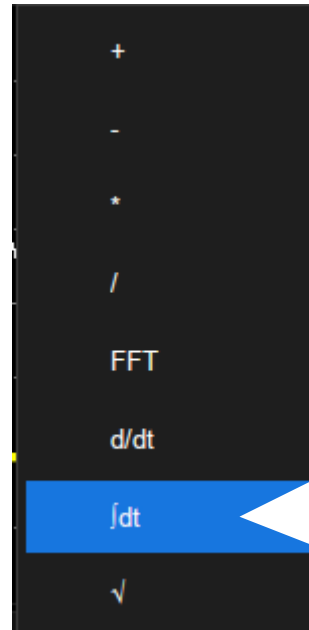 +
-
*
/
FFT
d/dt
∫dt
√